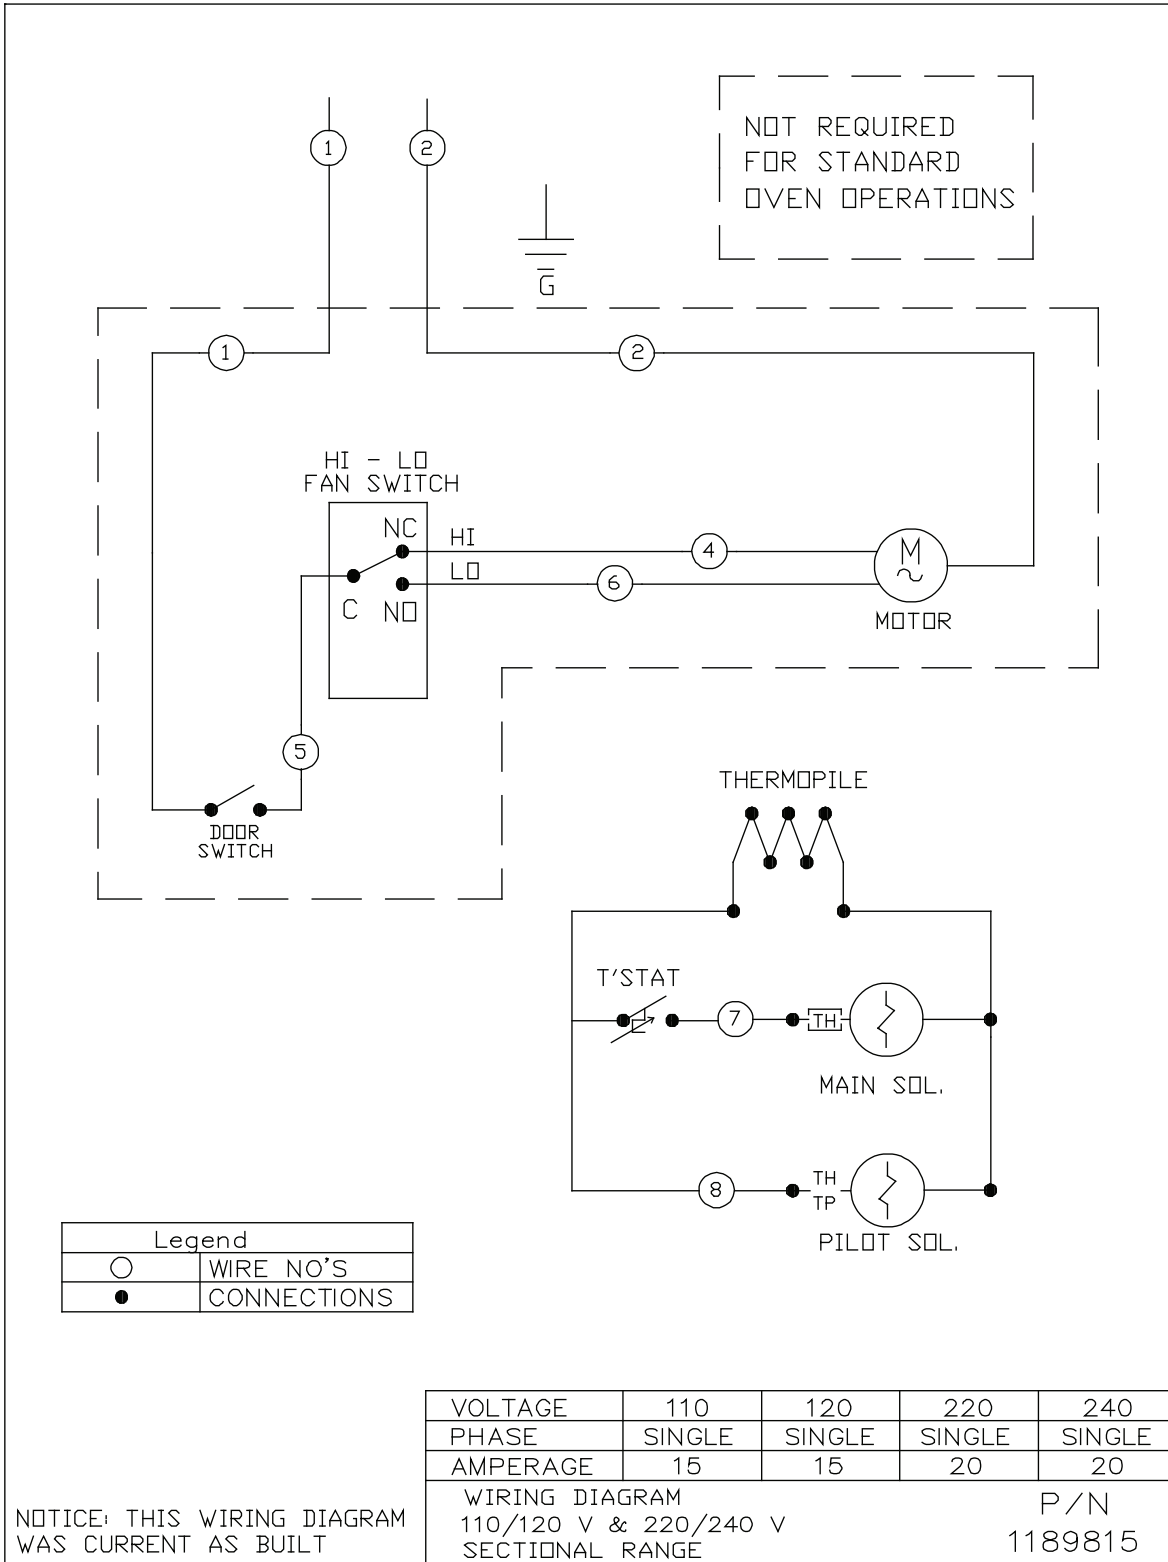 1
2
NOT REQUIRED
FOR STANDARD
OVEN OPERATIONS
G
1
2
HI - LO
FAN SWITCH
NC
HI
4
M
LO
6
C
NO
MOTOR
5
DOOR
SWITCH
THERMOPILE
T'STAT
7
TH
MAIN SOL.
8
TH
TP
PILOT SOL.
Legend
WIRE NO'S
CONNECTIONS
VOLTAGE 110 120 220 240
PHASE SINGLE SINGLE SINGLE SINGLE
AMPERAGE 15 15 20 20
WIRING DIAGRAM
110/120 V & 220/240 V
SECTIONAL RANGE
P/N
1189815
NOTICE: THIS WIRING DIAGRAM
WAS CURRENT AS BUILT